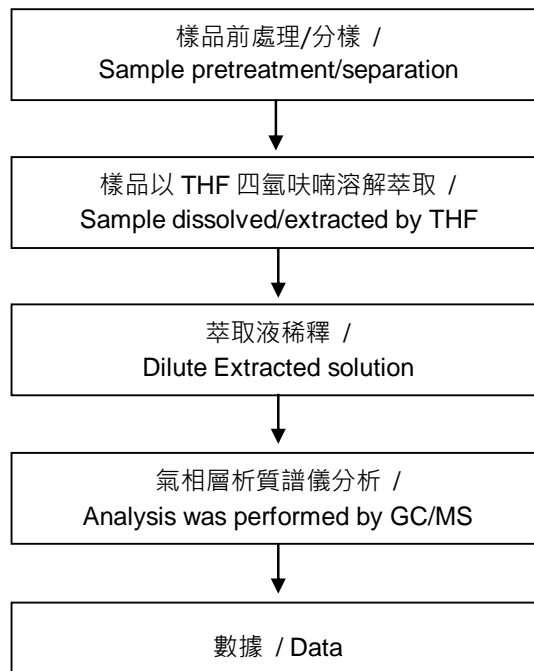 樣品前處理/分樣 /
Sample pretreatment/separation
樣品以 THF 四氫呋喃溶解萃取 /
Sample dissolved/extracted by THF
萃取液稀釋 /
Dilute Extracted solution
氣相層析質譜儀分析 /
Analysis was performed by GC/MS
數據 / Data